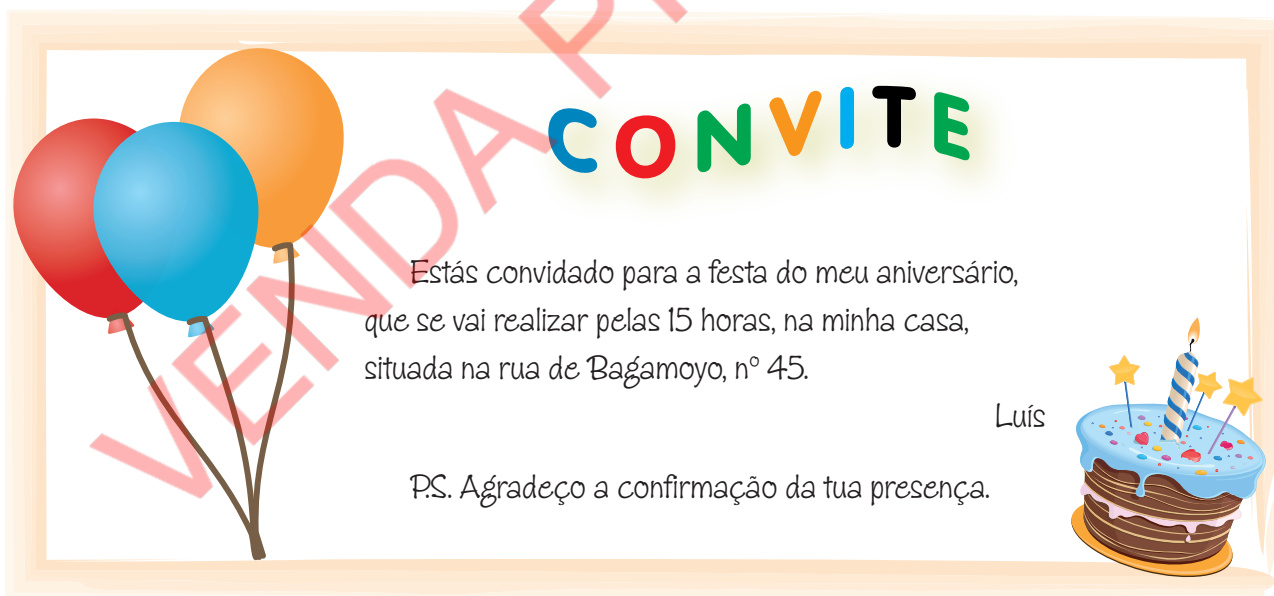 CONVITE
Estás convidado para a festa do meu aniversário,
que se vai realizar pelas 15 horas, na minha casa,
situada na rua de Bagamoyo, nº 45.
Luís
P.S. Agradeço a confirmação da tua presença.
VENDA P